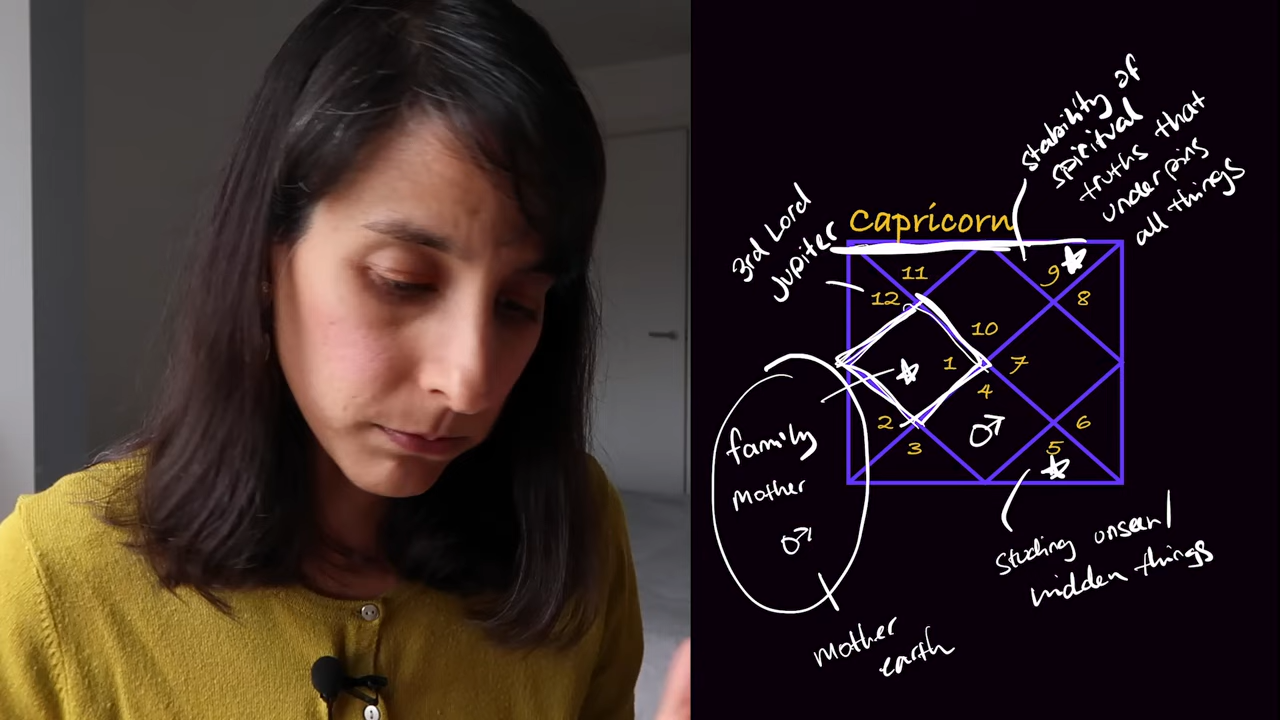 stability of
spiritual
truths that
underpins
all things
3rd Lord
Jupiter
Capricorn
11
9
12
8
10
1
7
4
2
3
6
5
family
Mother
Mother
earth
Studing unseen/
hidden things